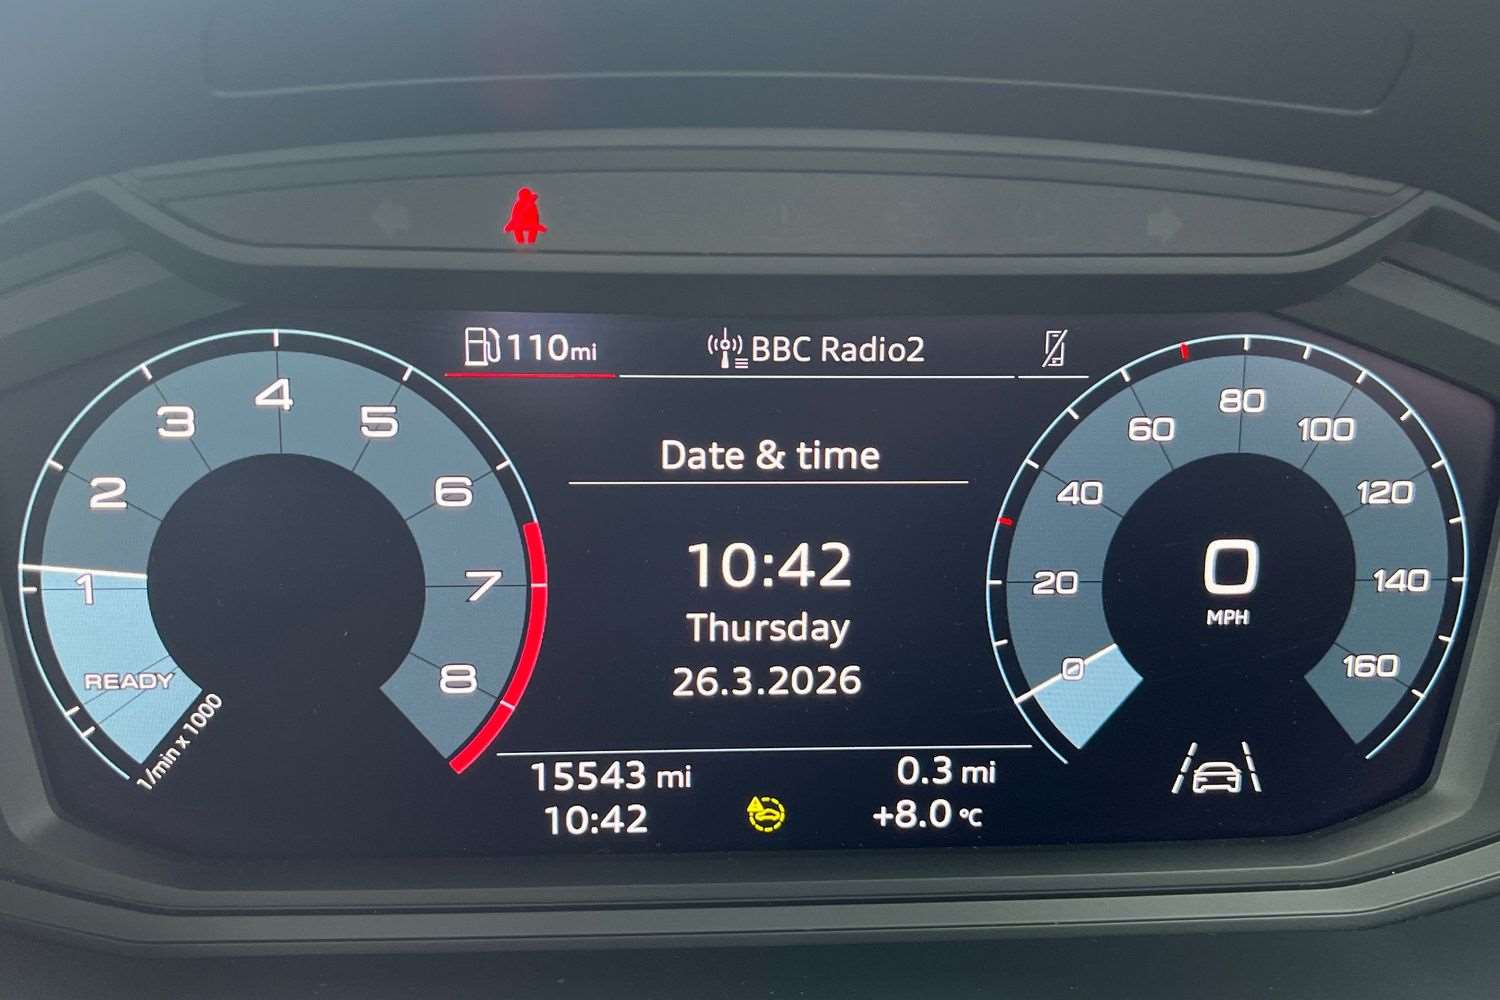 110 mi
BBC Radio2
Date & time
10:42
Thursday
26.3.2026
15543 mi
0.3 mi
10:42
+8.0 °C
1
2
3
4
5
6
7
8
READY
1/min x 1000
0
20
40
60
80
100
120
140
160
0
MPH